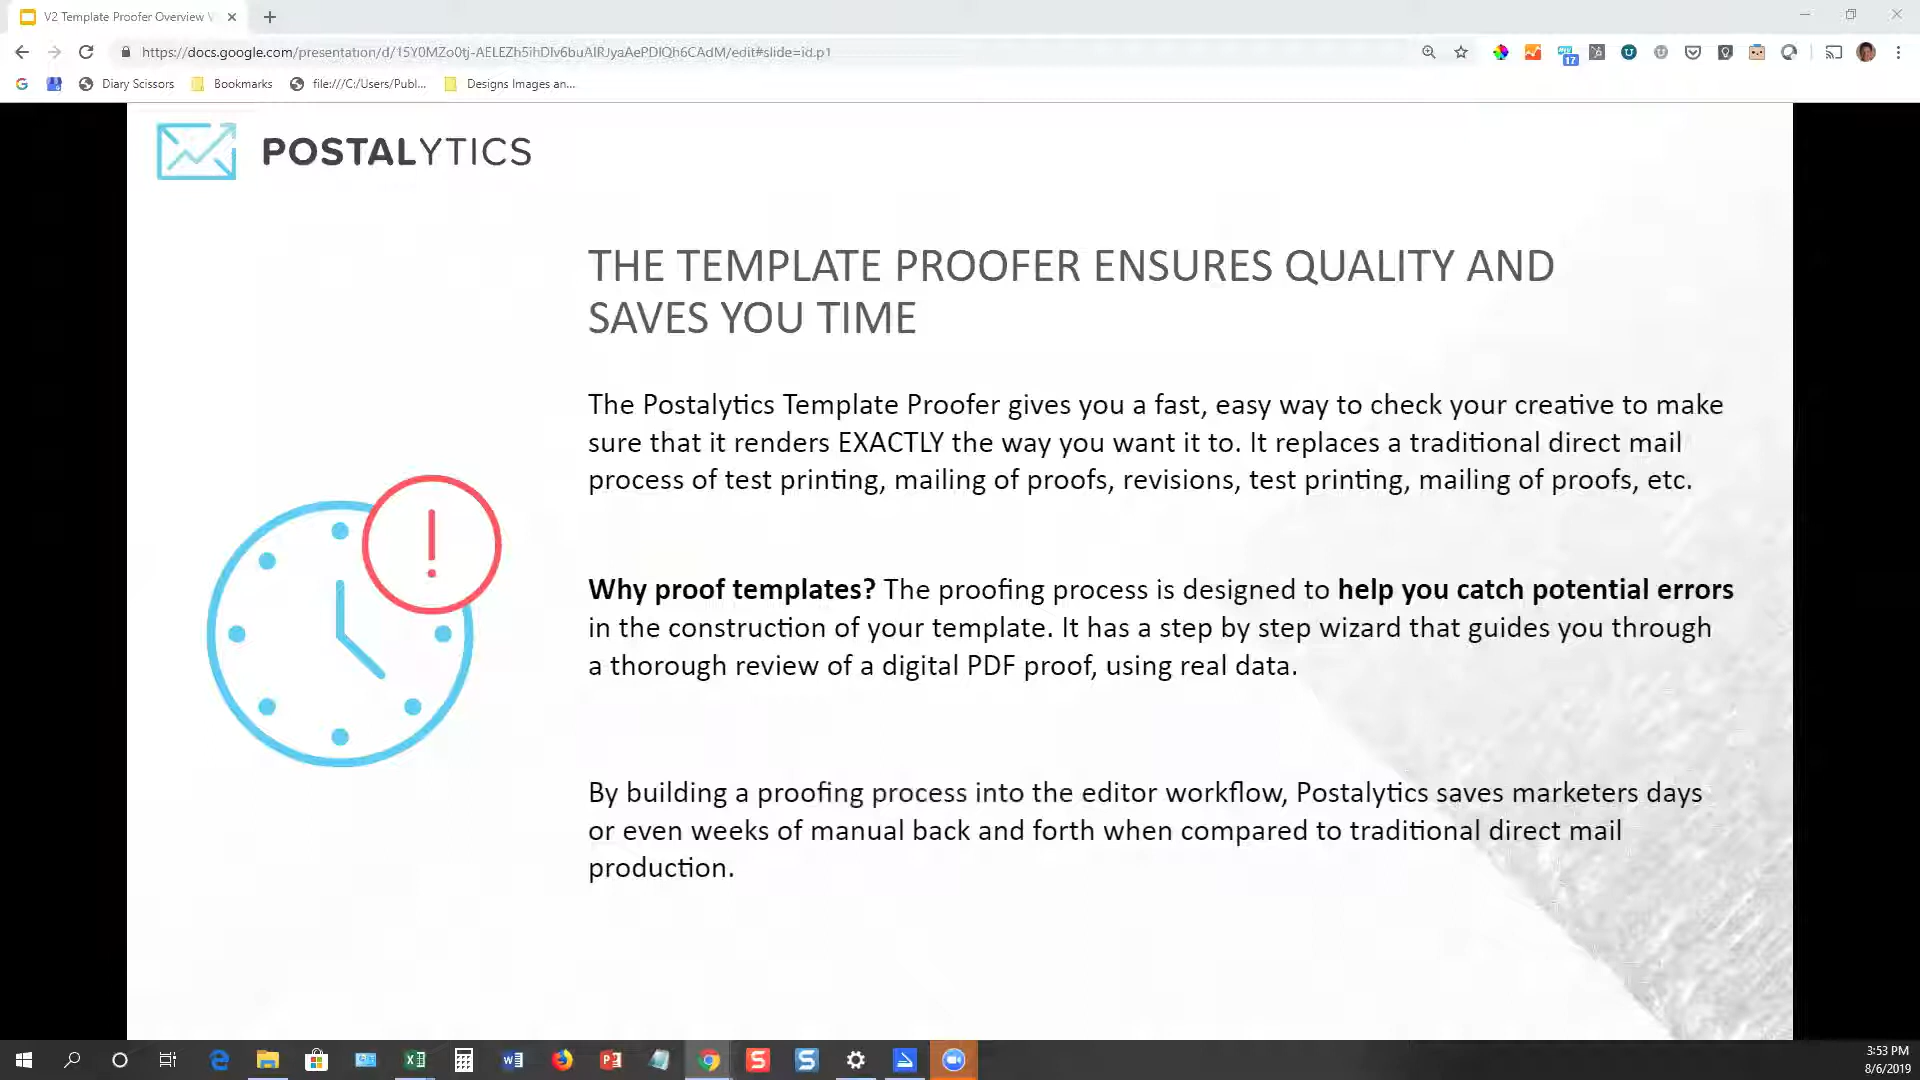 V2 Template Proofer Overview
https://docs.google.com/presentation/d/15Y0MZo0tj-AELEZh5ihDlv6buAIRJyaAePDIQh6CAdM/edit#slide=id.p1
17
Diary Scissors
Bookmarks
file:///C:/Users/Publ...
Designs Images an...
POSTALYTICS
THE TEMPLATE PROOFER ENSURES QUALITY AND
SAVES YOU TIME
The Postalytics Template Proofer gives you a fast, easy way to check your creative to make
sure that it renders EXACTLY the way you want it to. It replaces a traditional direct mail
process of test printing, mailing of proofs, revisions, test printing, mailing of proofs, etc.
Why proof templates? The proofing process is designed to help you catch potential errors
in the construction of your template. It has a step by step wizard that guides you through
a thorough review of a digital PDF proof, using real data.
By building a proofing process into the editor workflow, Postalytics saves marketers days
or even weeks of manual back and forth when compared to traditional direct mail
production.
3:53 PM
8/6/2019